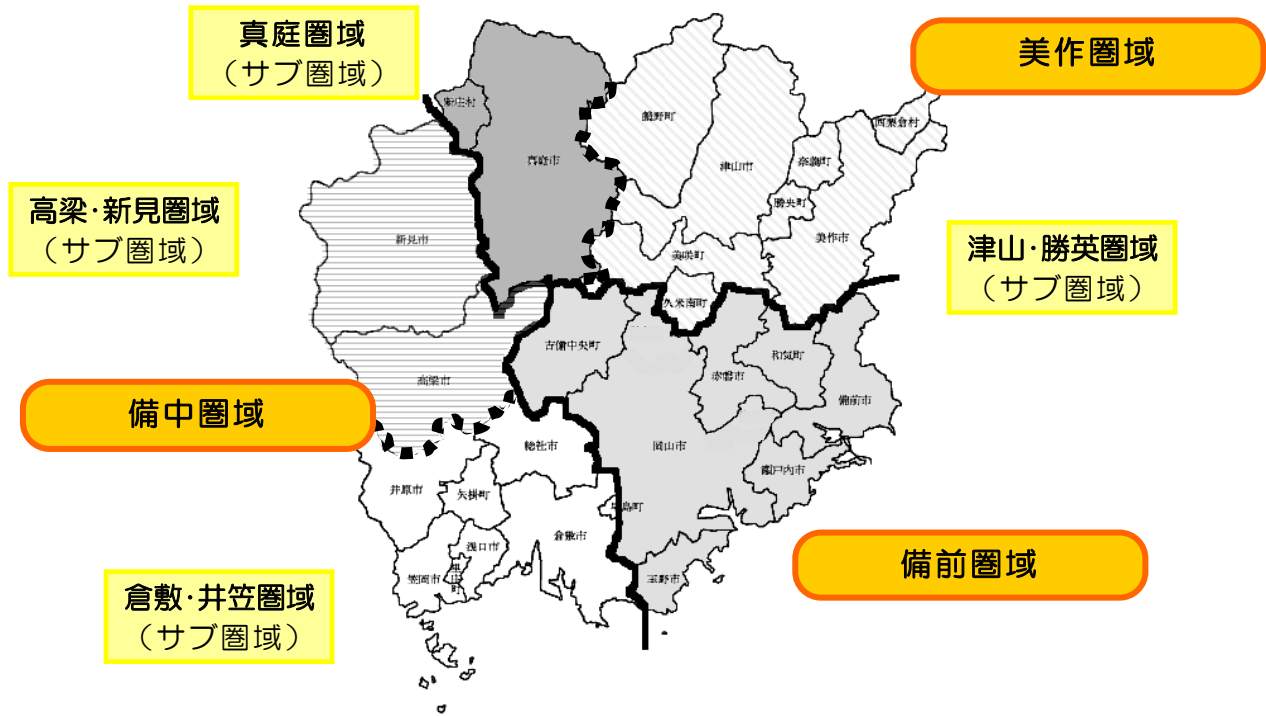 真庭圏域
（サブ圏域）
美作圏域
高梁・新見圏域
（サブ圏域）
津山・勝英圏域
（サブ圏域）
備中圏域
備前圏域
倉敷・井笠圏域
（サブ圏域）
新庄村
真庭市
鏡野町
津山市
奈義町
西粟倉村
勝央町
美作市
美咲町
久米南町
新見市
高梁市
吉備中央町
赤磐市
和気町
備前市
岡山市
瀬戸内市
玉野市
総社市
井原市
矢掛町
倉敷市
浅口市
笠岡市
里庄町
島町